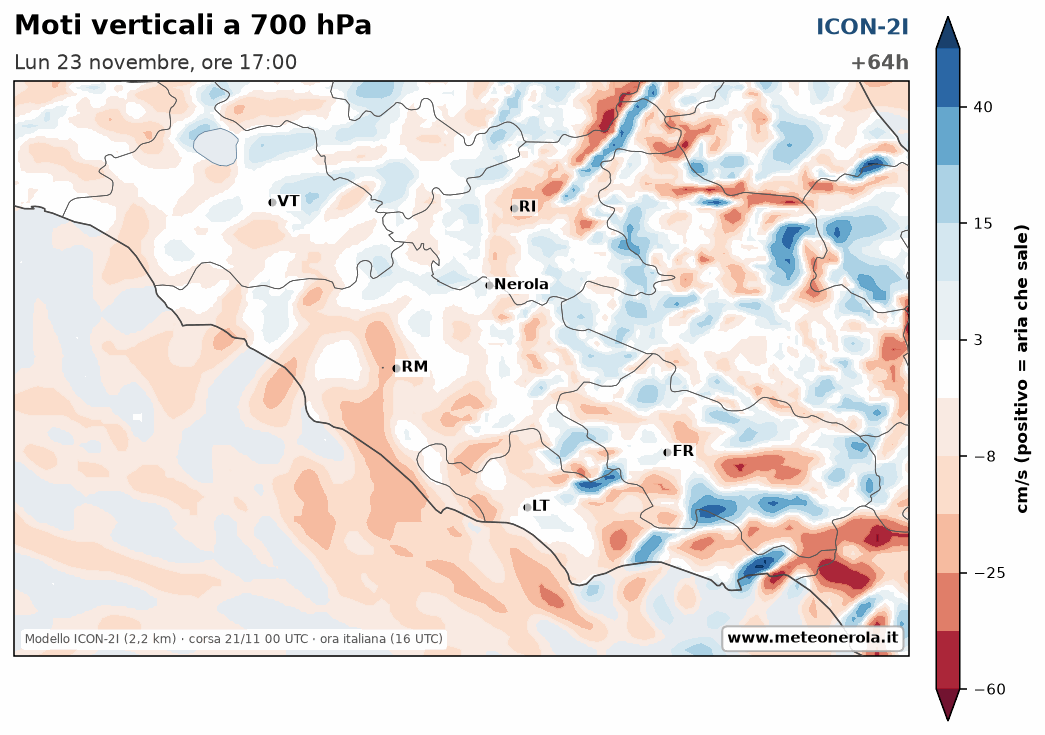 Moti verticali a 700 hPa
ICON-2I
Lun 23 novembre, ore 17:00
+64h
40
15
3
−8
−25
−60
cm/s (positivo = aria che sale)
VT
RI
Nerola
RM
FR
LT
Modello ICON-2I (2,2 km) · corsa 21/11 00 UTC · ora italiana (16 UTC)
www.meteonerola.it